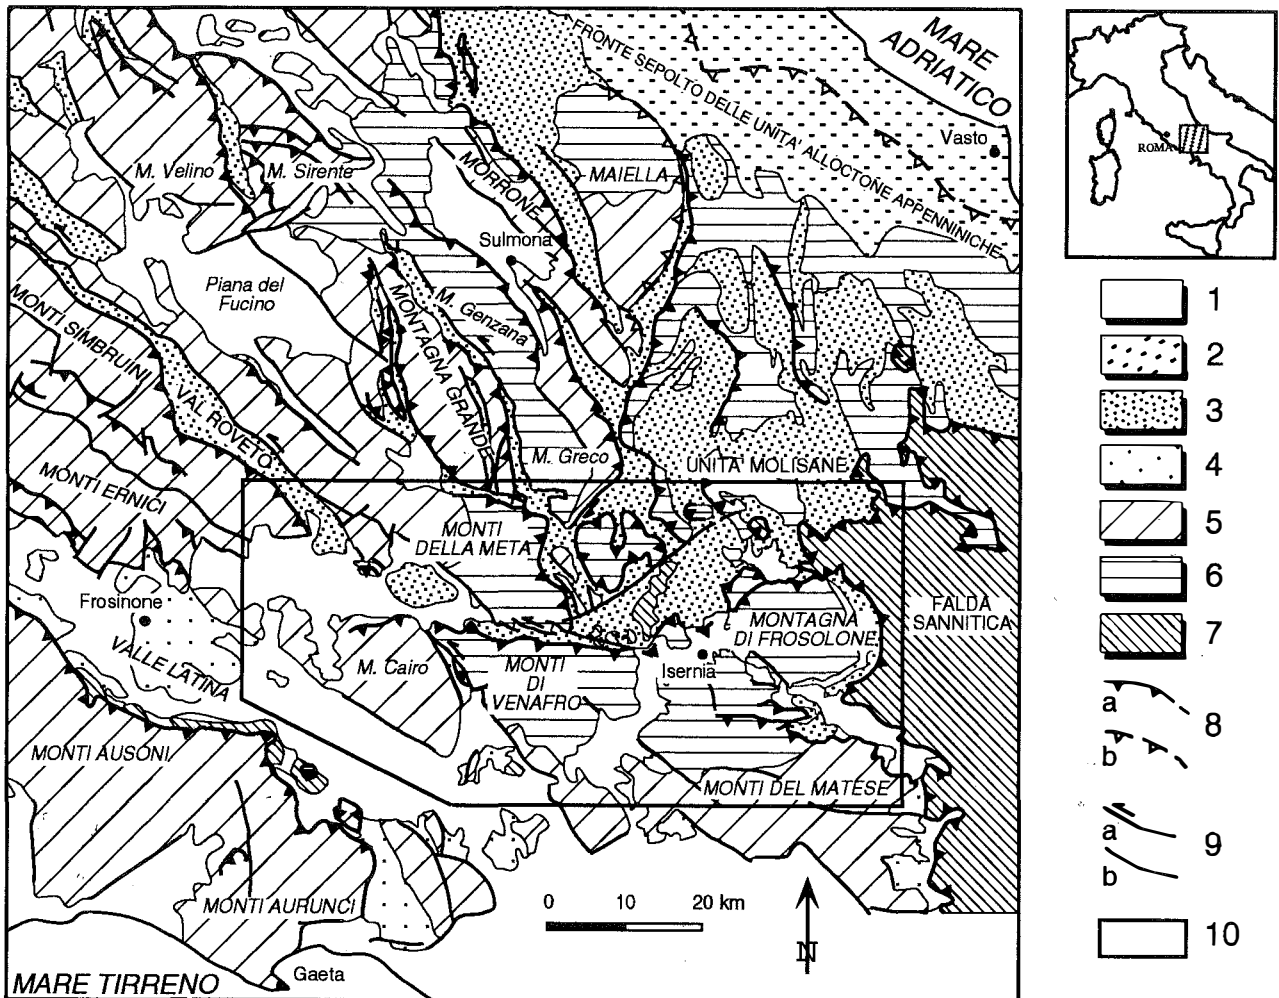 MARE
ADRIATICO
FRONTE SEPOLTO DELLE UNITA' ALLOCTONE APPENNINICHE
Vasto
M. Velino
M. Sirente
MORRONE
MAIELLA
Sulmona
Piana del
Fucino
MONTAGNA GRANDE
M. Genzana
MONTI SIMBRUINI
VAL ROVETO
MONTI ERNICI
M. Greco
UNITA' MOLISANE
MONTI
DELLA META
Frosinone
VALLE LATINA
M. Cairo
MONTI
DI
VENAFRO
Isernia
MONTAGNA
DI FROSOLONE
FALDA
SANNITICA
MONTI AUSONI
MONTI DEL MATESE
MONTI AURUNCI
0 10 20 km
N
Gaeta
MARE TIRRENO
ROMA
1
2
3
4
5
6
7
a
b
8
a
b
9
10